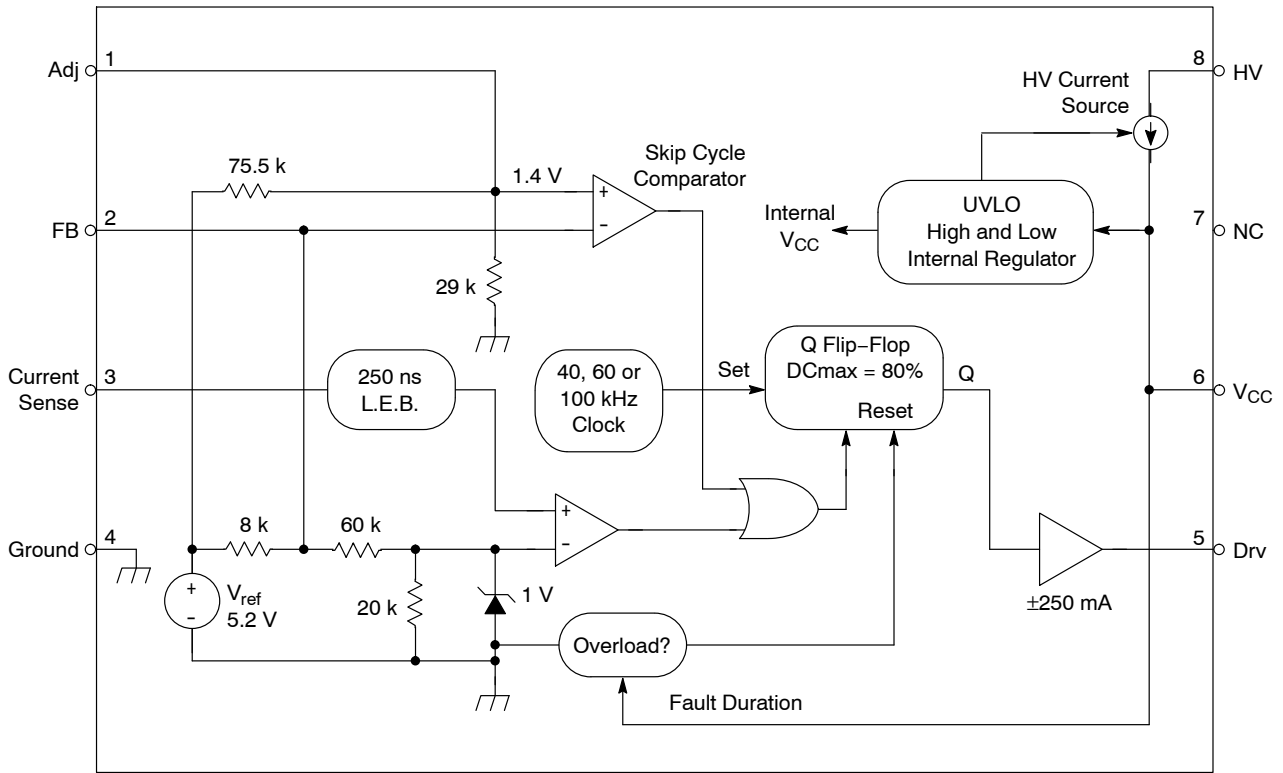 Adj
1
8
HV
HV Current
Source
75.5 k
1.4 V
Skip Cycle
Comparator
+
-
FB
2
Internal
VCC
UVLO
High and Low
Internal Regulator
7
NC
29 k
Current
Sense
3
250 ns
L.E.B.
40, 60 or
100 kHz
Clock
Set
Q Flip−Flop
DCmax = 80%
Reset
Q
6
VCC
Ground
4
8 k
60 k
+
-
5
Drv
+
-
Vref
5.2 V
20 k
1 V
Overload?
±250 mA
Fault Duration